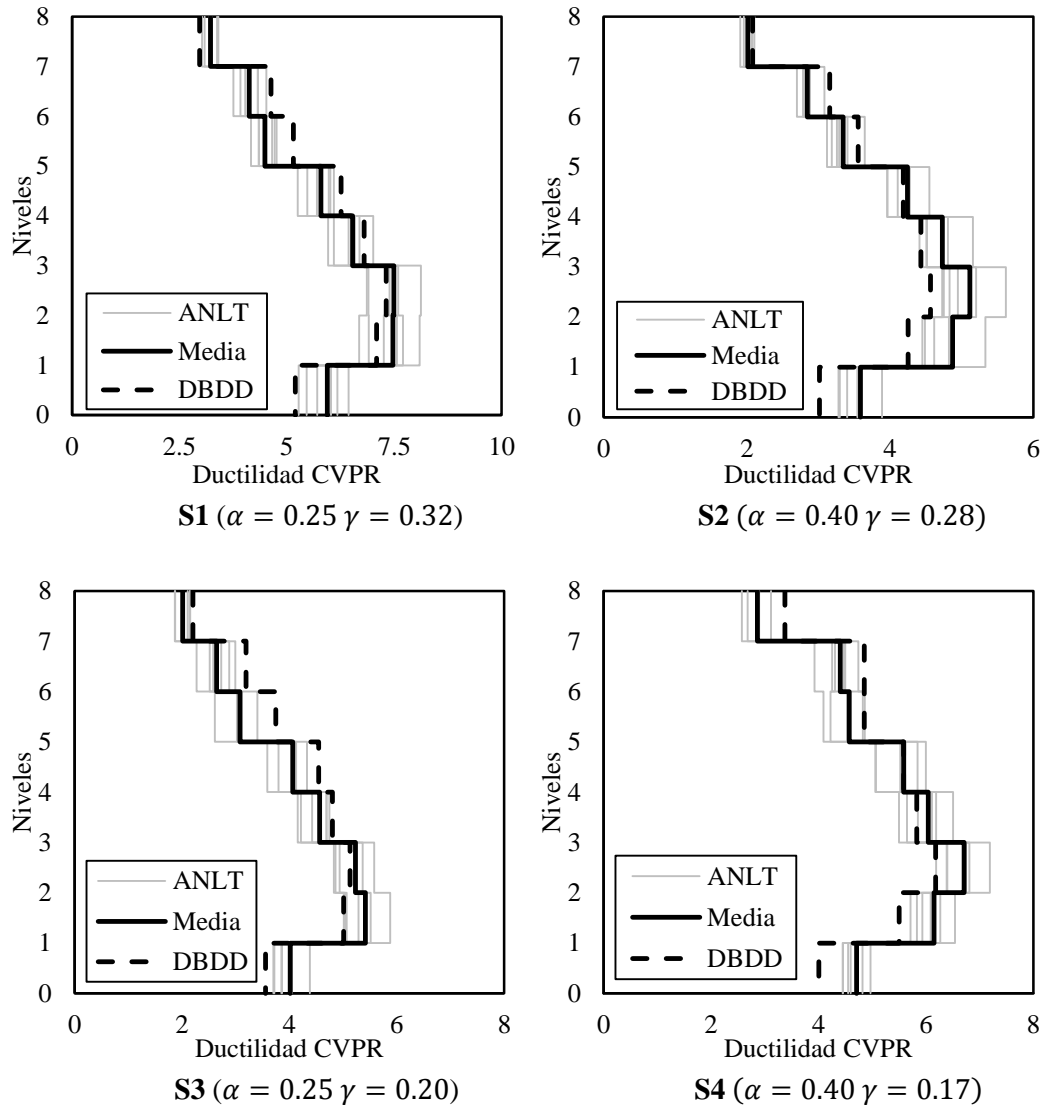 8
7
6
5
4
3
2
1
0
Niveles
ANLT
Media
DBDD
0 2.5 5 7.5 10
Ductilidad CVPR
S1 (α = 0.25 γ = 0.32)
8
7
6
5
4
3
2
1
0
Niveles
ANLT
Media
DBDD
0 2 4 6
Ductilidad CVPR
S2 (α = 0.40 γ = 0.28)
8
7
6
5
4
3
2
1
0
Niveles
ANLT
Media
DBDD
0 2 4 6 8
Ductilidad CVPR
S3 (α = 0.25 γ = 0.20)
8
7
6
5
4
3
2
1
0
Niveles
ANLT
Media
DBDD
0 2 4 6 8
Ductilidad CVPR
S4 (α = 0.40 γ = 0.17)